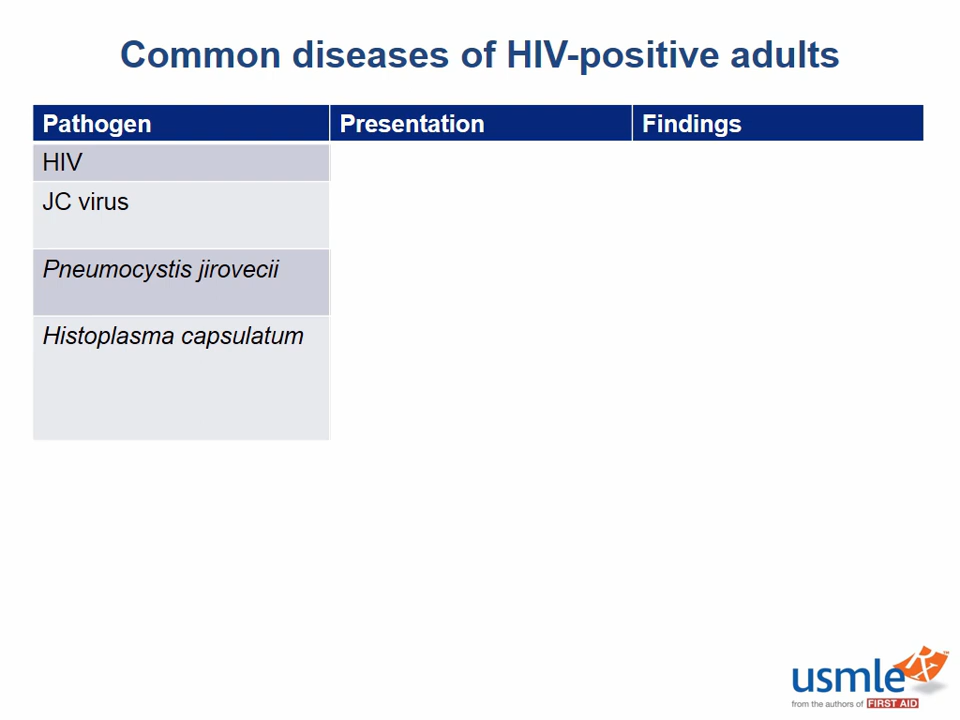 Common diseases of HIV-positive adults
Pathogen Presentation Findings
HIV
JC virus
Pneumocystis jirovecii
Histoplasma capsulatum
usmle Rx™
from the authors of FIRST AID